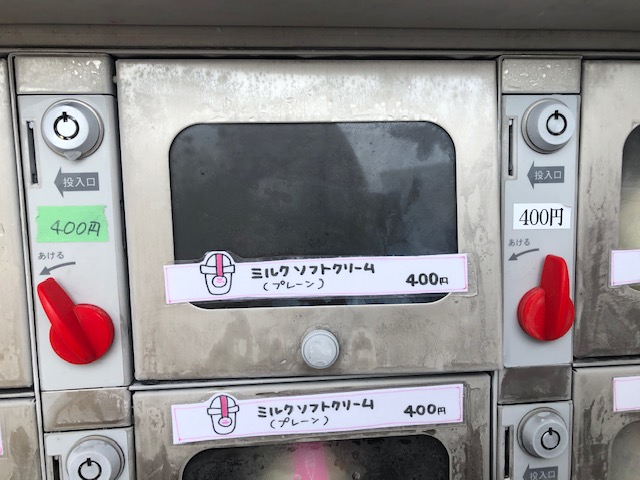 投入口
400円
あける
ミルクソフトクリーム 400円
(プレーン)
投入口
400円
あける
ミルクソフトクリーム 400円
(プレーン)
投入口